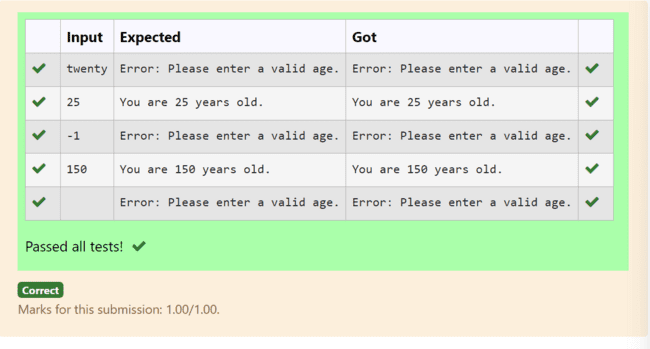 Input Expected Got
twenty Error: Please enter a valid age. Error: Please enter a valid age.
25 You are 25 years old. You are 25 years old.
-1 Error: Please enter a valid age. Error: Please enter a valid age.
150 You are 150 years old. You are 150 years old.
Error: Please enter a valid age. Error: Please enter a valid age.
Passed all tests!
Correct
Marks for this submission: 1.00/1.00.